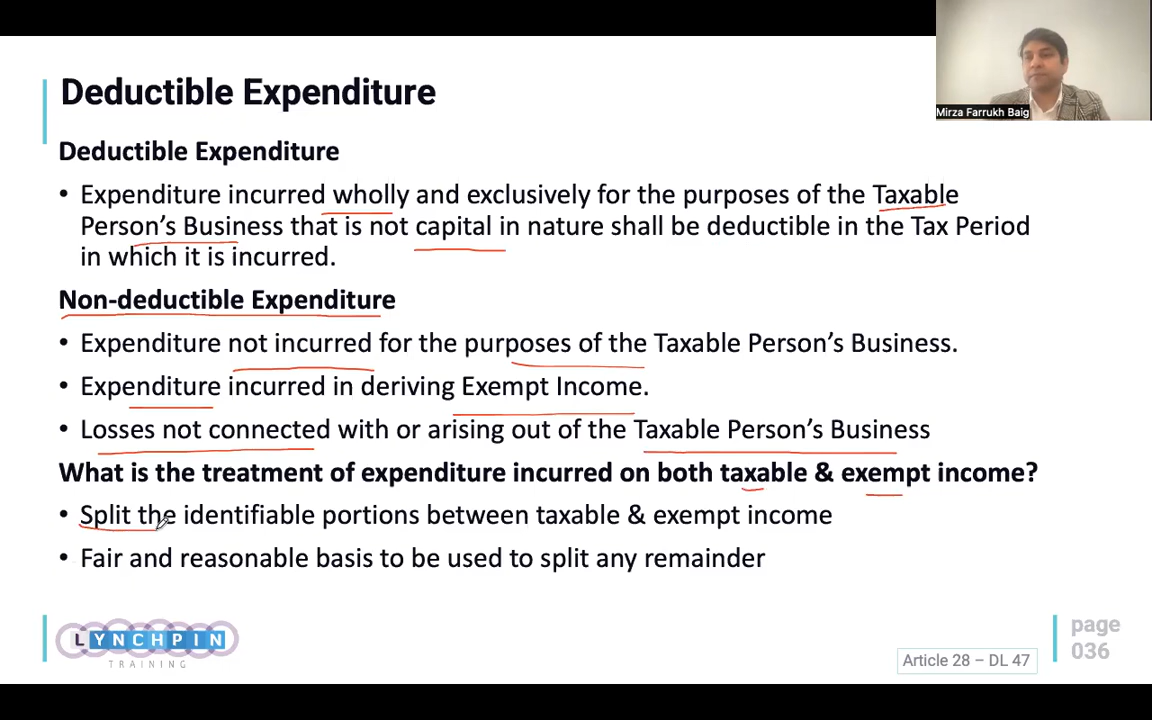 Deductible Expenditure
Mirza Farrukh Baig
Deductible Expenditure
• Expenditure incurred wholly and exclusively for the purposes of the Taxable
Person’s Business that is not capital in nature shall be deductible in the Tax Period
in which it is incurred.
Non-deductible Expenditure
• Expenditure not incurred for the purposes of the Taxable Person’s Business.
• Expenditure incurred in deriving Exempt Income.
• Losses not connected with or arising out of the Taxable Person’s Business
What is the treatment of expenditure incurred on both taxable & exempt income?
• Split the identifiable portions between taxable & exempt income
• Fair and reasonable basis to be used to split any remainder
LYNCHPIN
TRAINING
Article 28 – DL 47
page
036